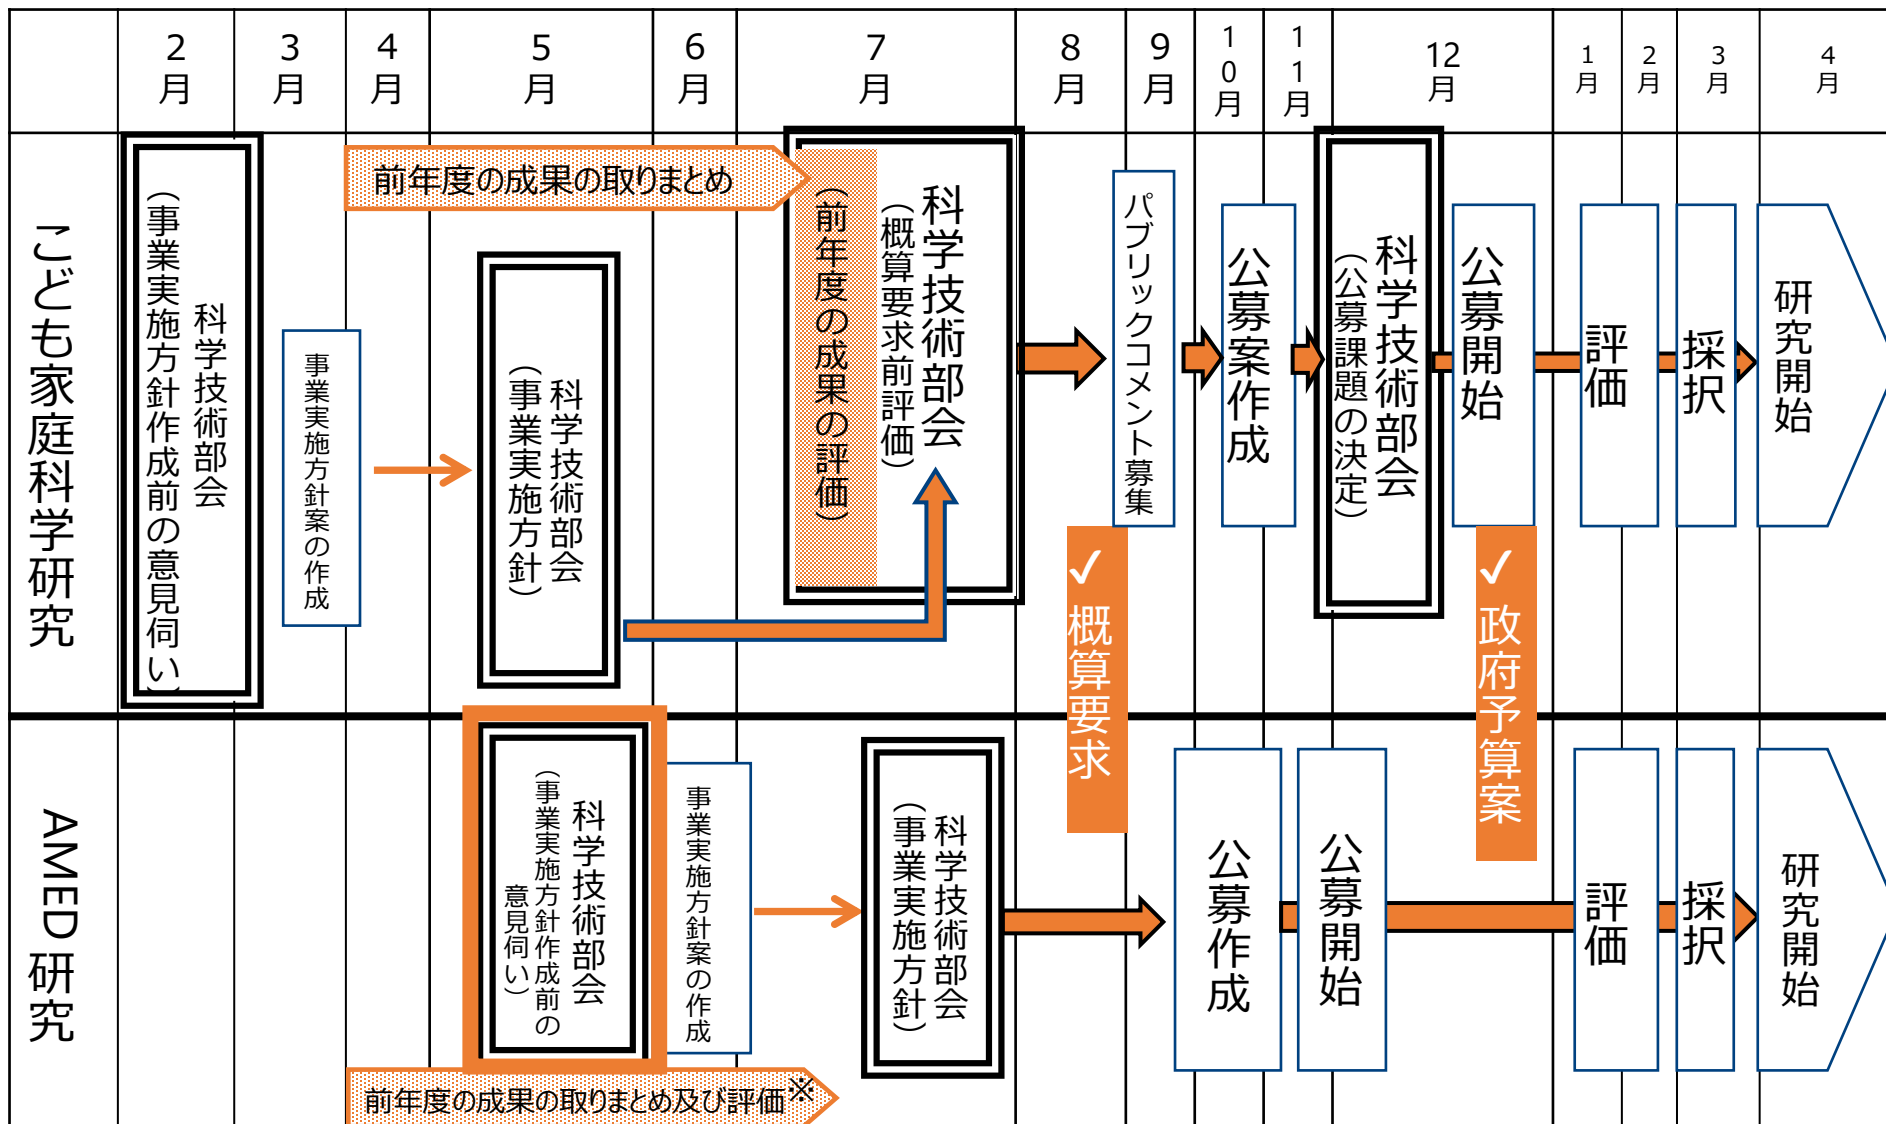 2月
3月
4月
5月
6月
7月
8月
9月
10月
11月
12月
1月
2月
3月
4月
こども家庭科学研究
科学技術部会
（事業実施方針作成前の意見伺い）
事業実施方針案の作成
前年度の成果の取りまとめ
科学技術部会
（事業実施方針）
科学技術部会
（概算要求前評価）
（前年度の成果の評価）
パブリックコメント募集
公募案作成
科学技術部会
（公募課題の決定）
公募開始
評価
採択
研究開始
✓概算要求
✓政府予算案
AMED 研究
科学技術部会
（事業実施方針作成前の
意見伺い）
事業実施方針案の作成
科学技術部会
（事業実施方針）
公募作成
公募開始
評価
採択
研究開始
前年度の成果の取りまとめ及び評価※